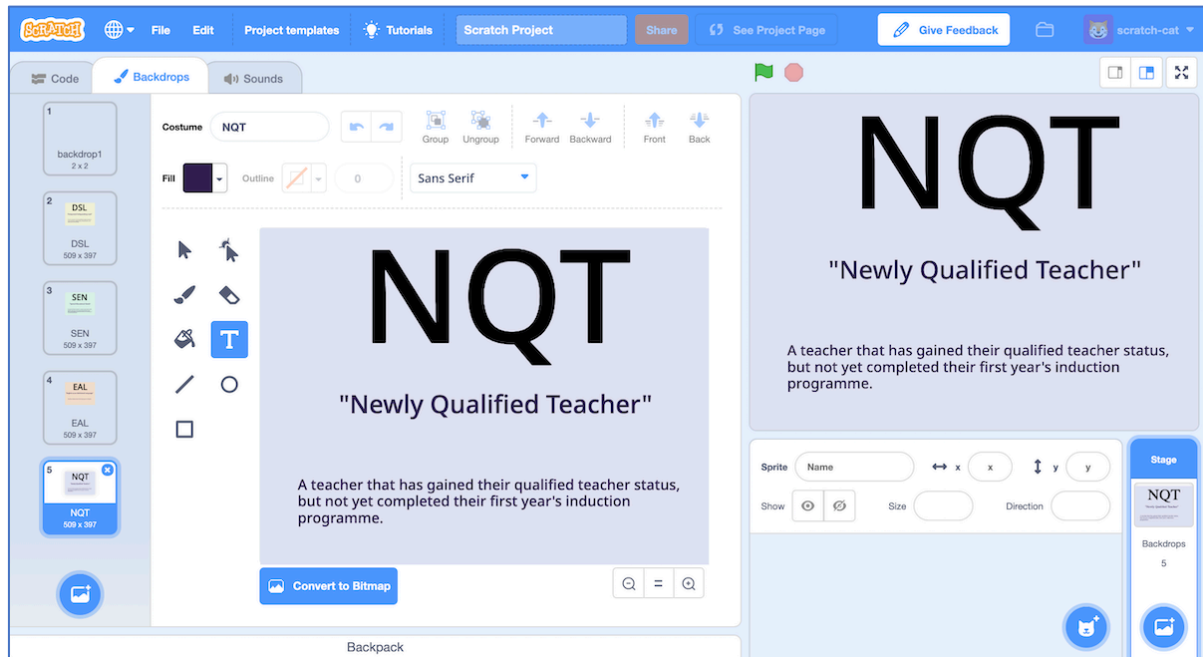 SCRATCH File Edit Project templates Tutorials Scratch Project Share See Project Page Give Feedback scratch-cat
Code Backdrops Sounds
1
backdrop1
2 x 2
2
DSL
DSL
509 x 397
3
SEN
SEN
509 x 397
4
EAL
EAL
509 x 397
5
NQT
NQT
509 x 397
Costume NQT Group Ungroup Forward Backward Front Back
Fill Outline 0 Sans Serif
T
NQT
"Newly Qualified Teacher"
A teacher that has gained their qualified teacher status,
but not yet completed their first year's induction
programme.
Convert to Bitmap =
Backpack
NQT
"Newly Qualified Teacher"
A teacher that has gained their qualified teacher status,
but not yet completed their first year's induction
programme.
Sprite Name x x y y
Show Size Direction
Stage
NQT
"Newly Qualified Teacher"
Backdrops
5